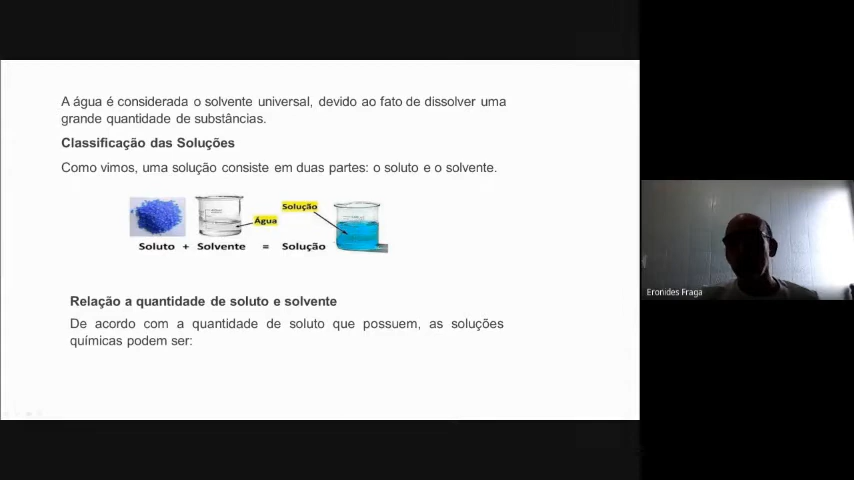 A água é considerada o solvente universal, devido ao fato de dissolver uma
grande quantidade de substâncias.
Classificação das Soluções
Como vimos, uma solução consiste em duas partes: o soluto e o solvente.
Solução
Água
Soluto + Solvente = Solução
Relação a quantidade de soluto e solvente
De acordo com a quantidade de soluto que possuem, as soluções
químicas podem ser:
Eronides Fraga